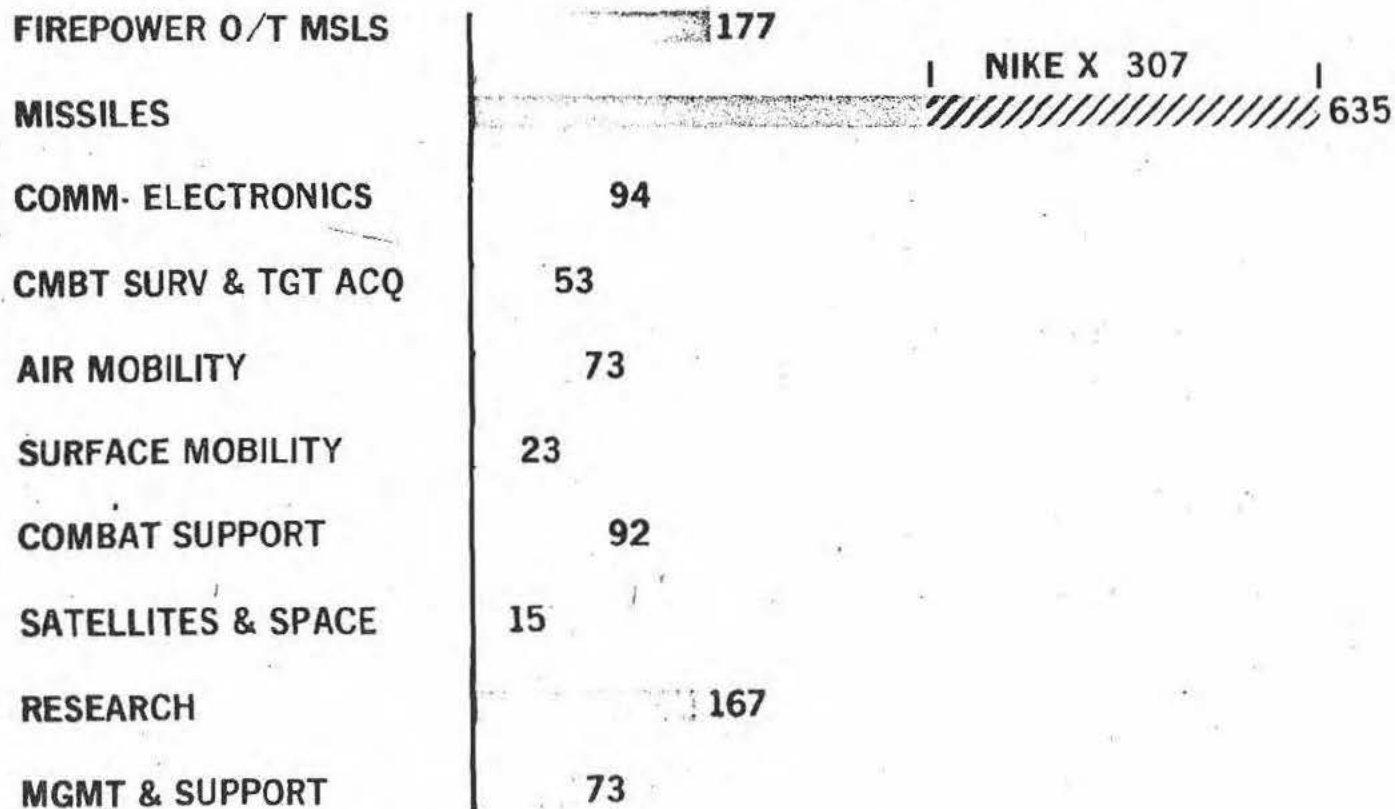 FIREPOWER O/T MSLS 177
NIKE X 307
MISSILES 635
COMM- ELECTRONICS 94
CMBT SURV & TGT ACQ 53
AIR MOBILITY 73
SURFACE MOBILITY 23
COMBAT SUPPORT 92
SATELLITES & SPACE 15
RESEARCH 167
MGMT & SUPPORT 73